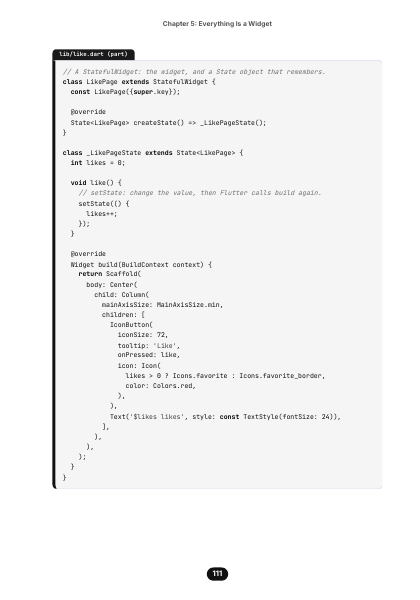 Chapter 5: Everything Is a Widget
lib/like.dart (part)
// A StatefulWidget: the widget, and a State object that remembers.
class LikePage extends StatefulWidget {
  const LikePage({super.key});

  @override
  State<LikePage> createState() => _LikePageState();
}

class _LikePageState extends State<LikePage> {
  int likes = 0;

  void like() {
    // setState: change the value, then Flutter calls build again.
    setState(() {
      likes++;
    });
  }

  @override
  Widget build(BuildContext context) {
    return Scaffold(
      body: Center(
        child: Column(
          mainAxisSize: MainAxisSize.min,
          children: [
            IconButton(
              iconSize: 72,
              tooltip: 'Like',
              onPressed: like,
              icon: Icon(
                likes > 0 ? Icons.favorite : Icons.favorite_border,
                color: Colors.red,
              ),
            ),
            Text('$likes likes', style: const TextStyle(fontSize: 24)),
          ],
        ),
      ),
    );
  }
}
111